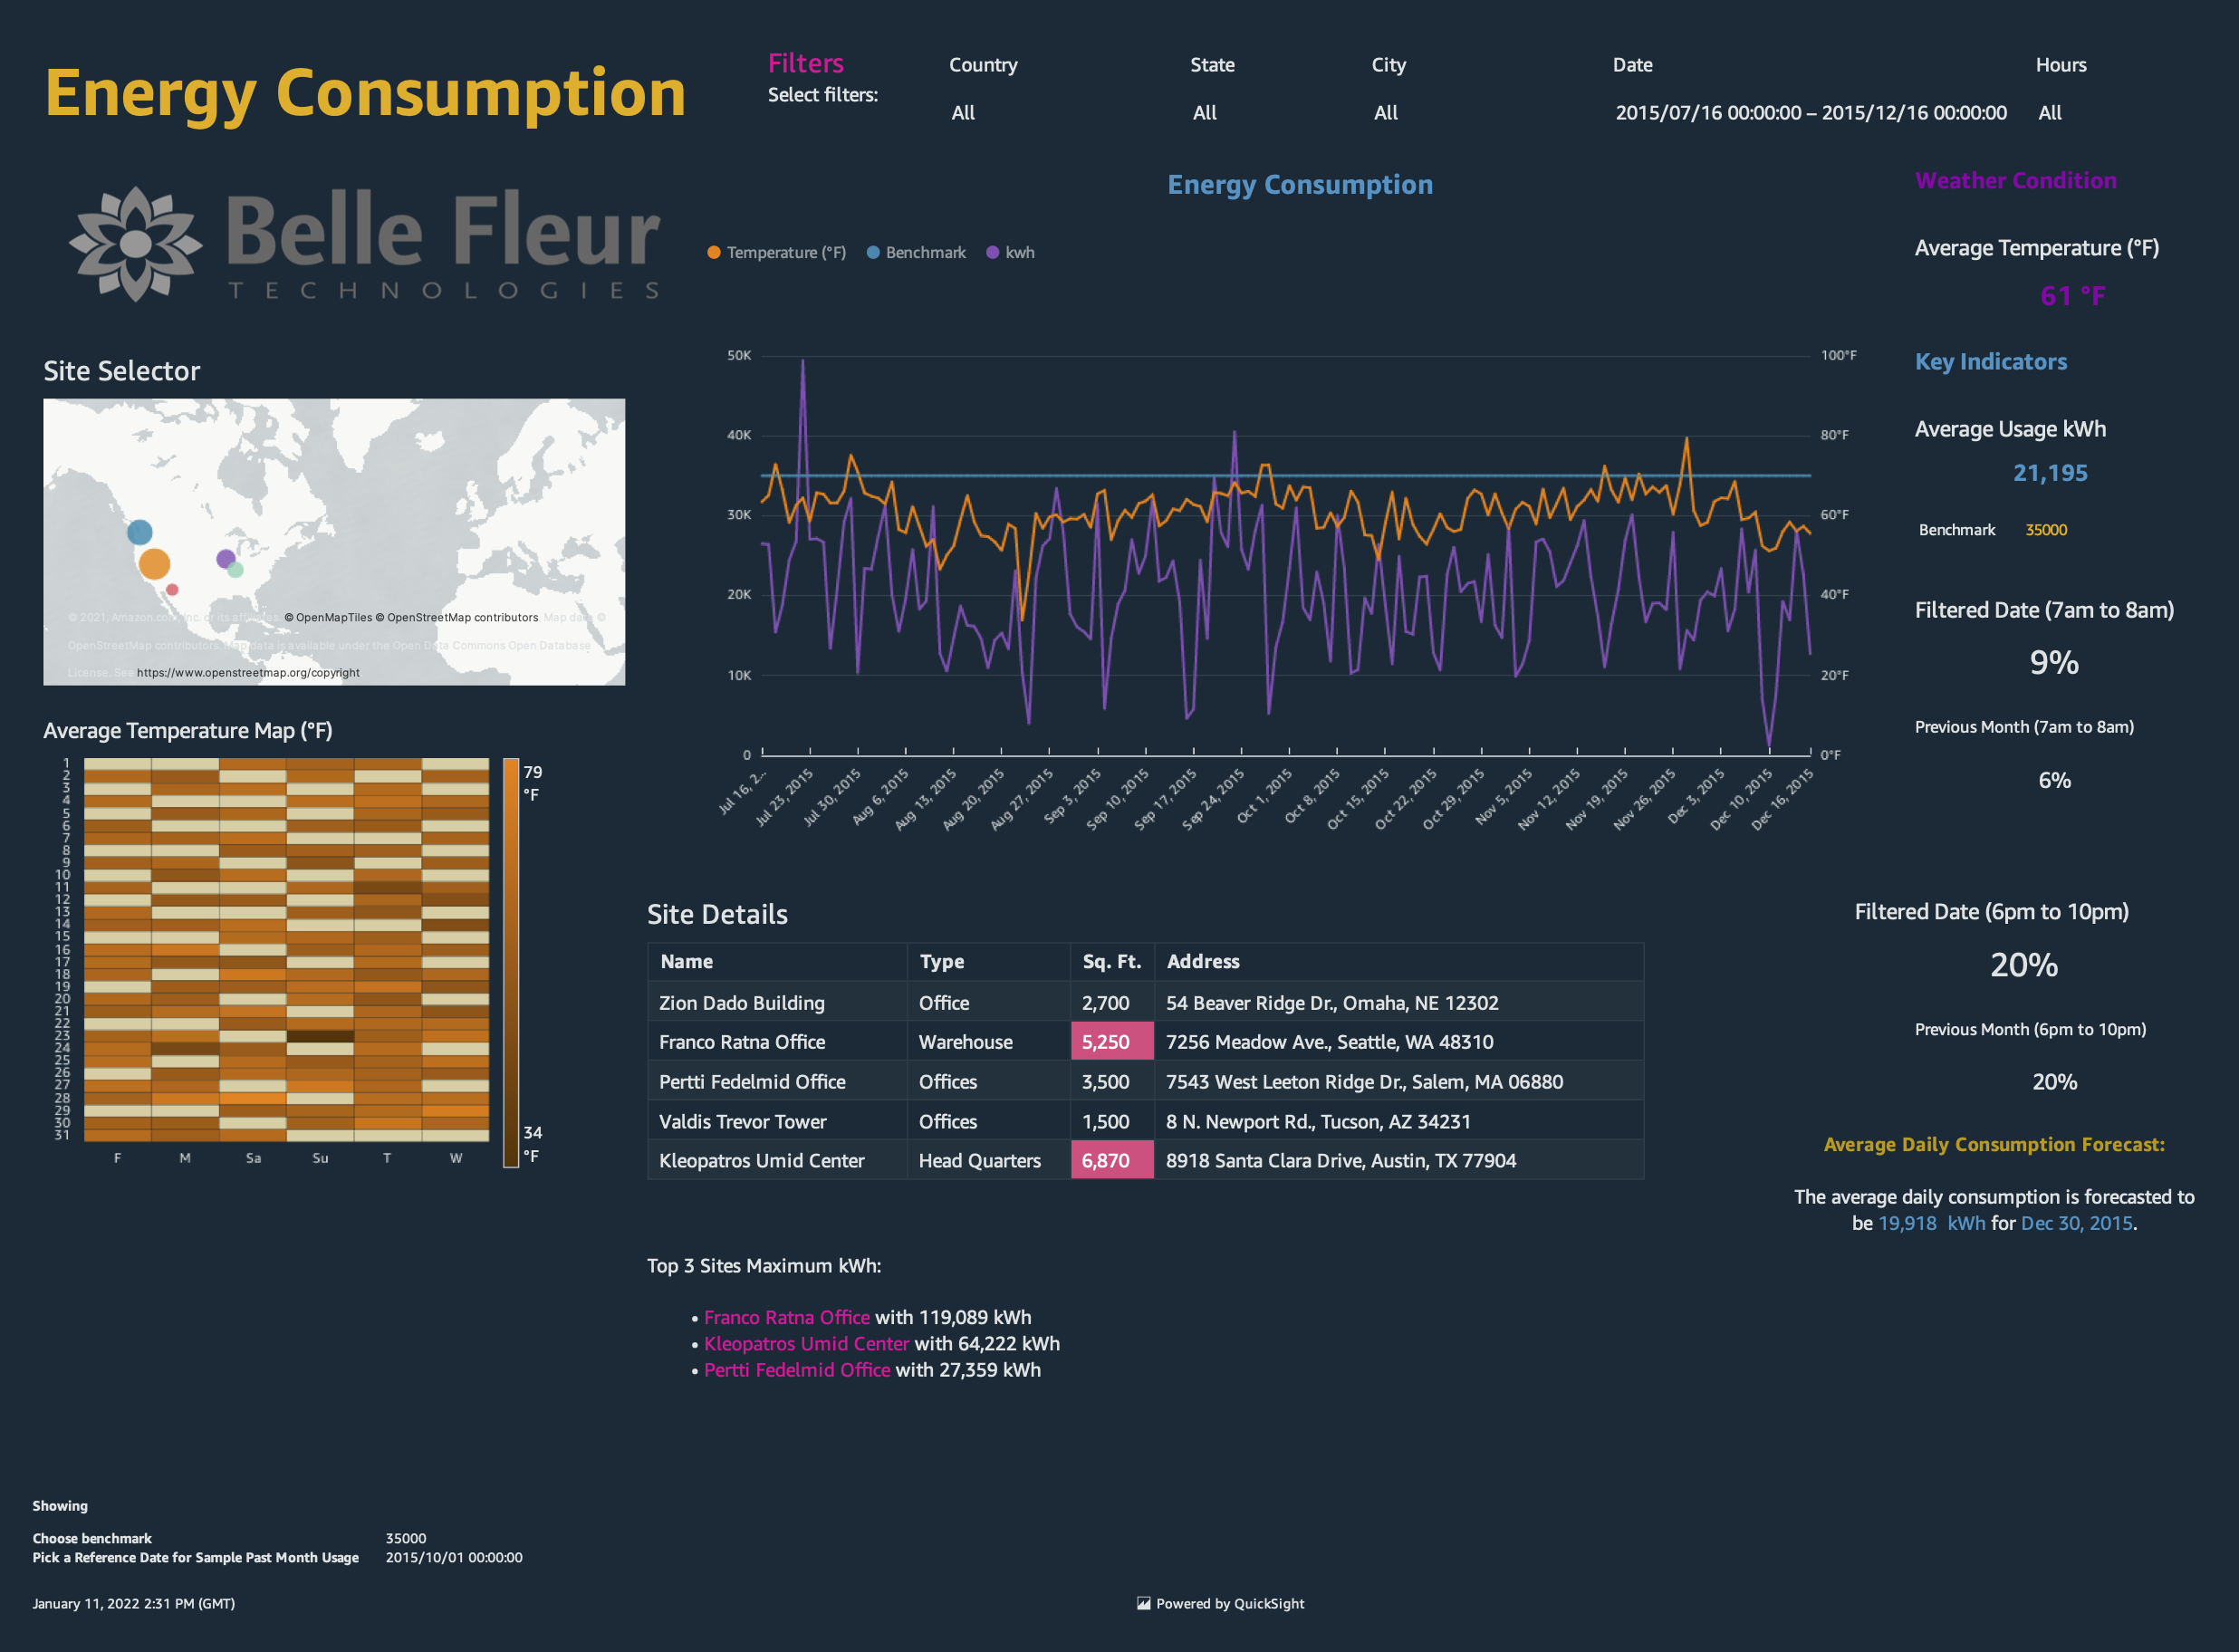 Energy Consumption
Filters
Select filters:
Country
All
State
All
City
All
Date
2015/07/16 00:00:00 – 2015/12/16 00:00:00
Hours
All
Belle Fleur
TECHNOLOGIES
Site Selector
© 2021, Amazon.com, Inc. or its affiliates. © OpenMapTiles © OpenStreetMap contributors. Map data ©
OpenStreetMap contributors. Map data is available under the Open Data Commons Open Database
License. See https://www.openstreetmap.org/copyright
Average Temperature Map (°F)
1
2
3
4
5
6
7
8
9
10
11
12
13
14
15
16
17
18
19
20
21
22
23
24
25
26
27
28
29
30
31
F M Sa Su T W
79
°F
34
°F
Energy Consumption
Temperature (°F) Benchmark kwh
50K
40K
30K
20K
10K
0
100°F
80°F
60°F
40°F
20°F
0°F
Jul 16, 2...
Jul 23, 2015
Jul 30, 2015
Aug 6, 2015
Aug 13, 2015
Aug 20, 2015
Aug 27, 2015
Sep 3, 2015
Sep 10, 2015
Sep 17, 2015
Sep 24, 2015
Oct 1, 2015
Oct 8, 2015
Oct 15, 2015
Oct 22, 2015
Oct 29, 2015
Nov 5, 2015
Nov 12, 2015
Nov 19, 2015
Nov 26, 2015
Dec 3, 2015
Dec 10, 2015
Dec 16, 2015
Weather Condition
Average Temperature (°F)
61 °F
Key Indicators
Average Usage kWh
21,195
Benchmark 35000
Filtered Date (7am to 8am)
9%
Previous Month (7am to 8am)
6%
Filtered Date (6pm to 10pm)
20%
Previous Month (6pm to 10pm)
20%
Average Daily Consumption Forecast:
The average daily consumption is forecasted to
be 19,918 kWh for Dec 30, 2015.
Site Details
Name Type Sq. Ft. Address
Zion Dado Building Office 2,700 54 Beaver Ridge Dr., Omaha, NE 12302
Franco Ratna Office Warehouse 5,250 7256 Meadow Ave., Seattle, WA 48310
Pertti Fedelmid Office Offices 3,500 7543 West Leeton Ridge Dr., Salem, MA 06880
Valdis Trevor Tower Offices 1,500 8 N. Newport Rd., Tucson, AZ 34231
Kleopatros Umid Center Head Quarters 6,870 8918 Santa Clara Drive, Austin, TX 77904
Top 3 Sites Maximum kWh:
• Franco Ratna Office with 119,089 kWh
• Kleopatros Umid Center with 64,222 kWh
• Pertti Fedelmid Office with 27,359 kWh
Showing
Choose benchmark 35000
Pick a Reference Date for Sample Past Month Usage 2015/10/01 00:00:00
January 11, 2022 2:31 PM (GMT)
Powered by QuickSight